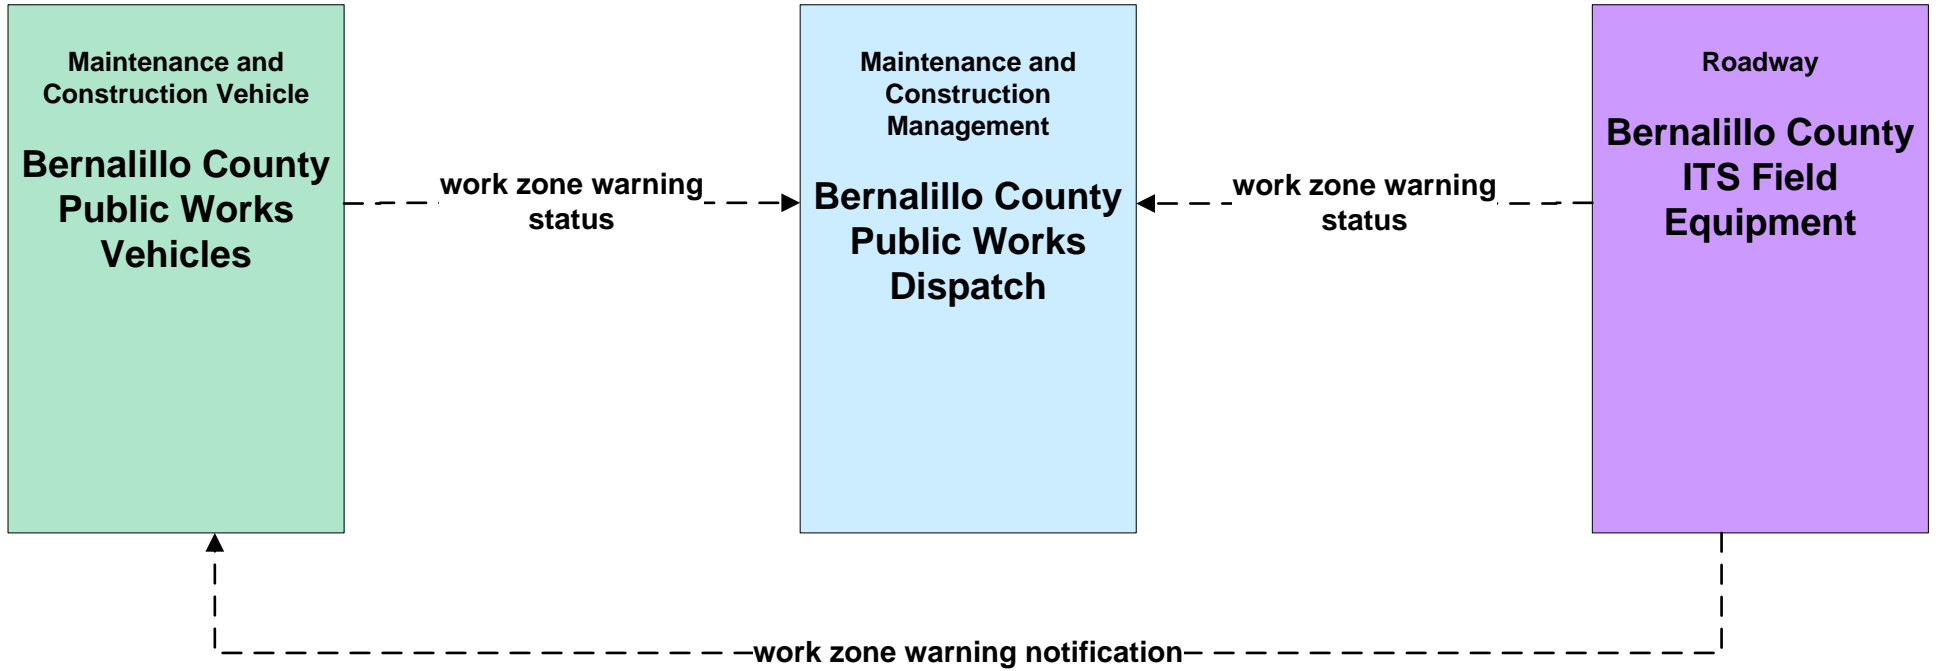 Maintenance and
Construction Vehicle
Bernalillo County
Public Works
Vehicles
work zone warning
status
Maintenance and
Construction
Management
Bernalillo County
Public Works
Dispatch
work zone warning
status
Roadway
Bernalillo County
ITS Field
Equipment
work zone warning notification